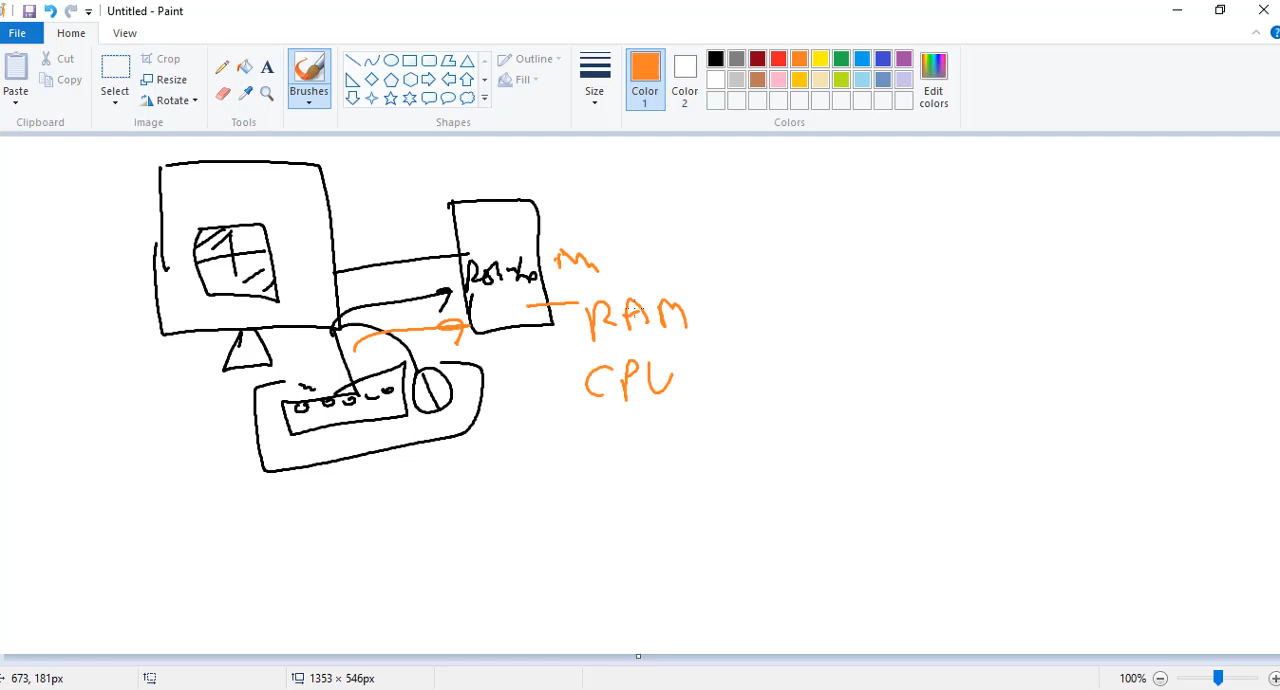 Untitled - Paint
File
Home
View
Paste
Cut
Copy
Clipboard
Select
Crop
Resize
Rotate
Image
A
Tools
Brushes
Outline
Fill
Shapes
Size
Color 1
Color 2
Edit colors
Colors
RAM
CPU
673, 181px
1353 × 546px
100%